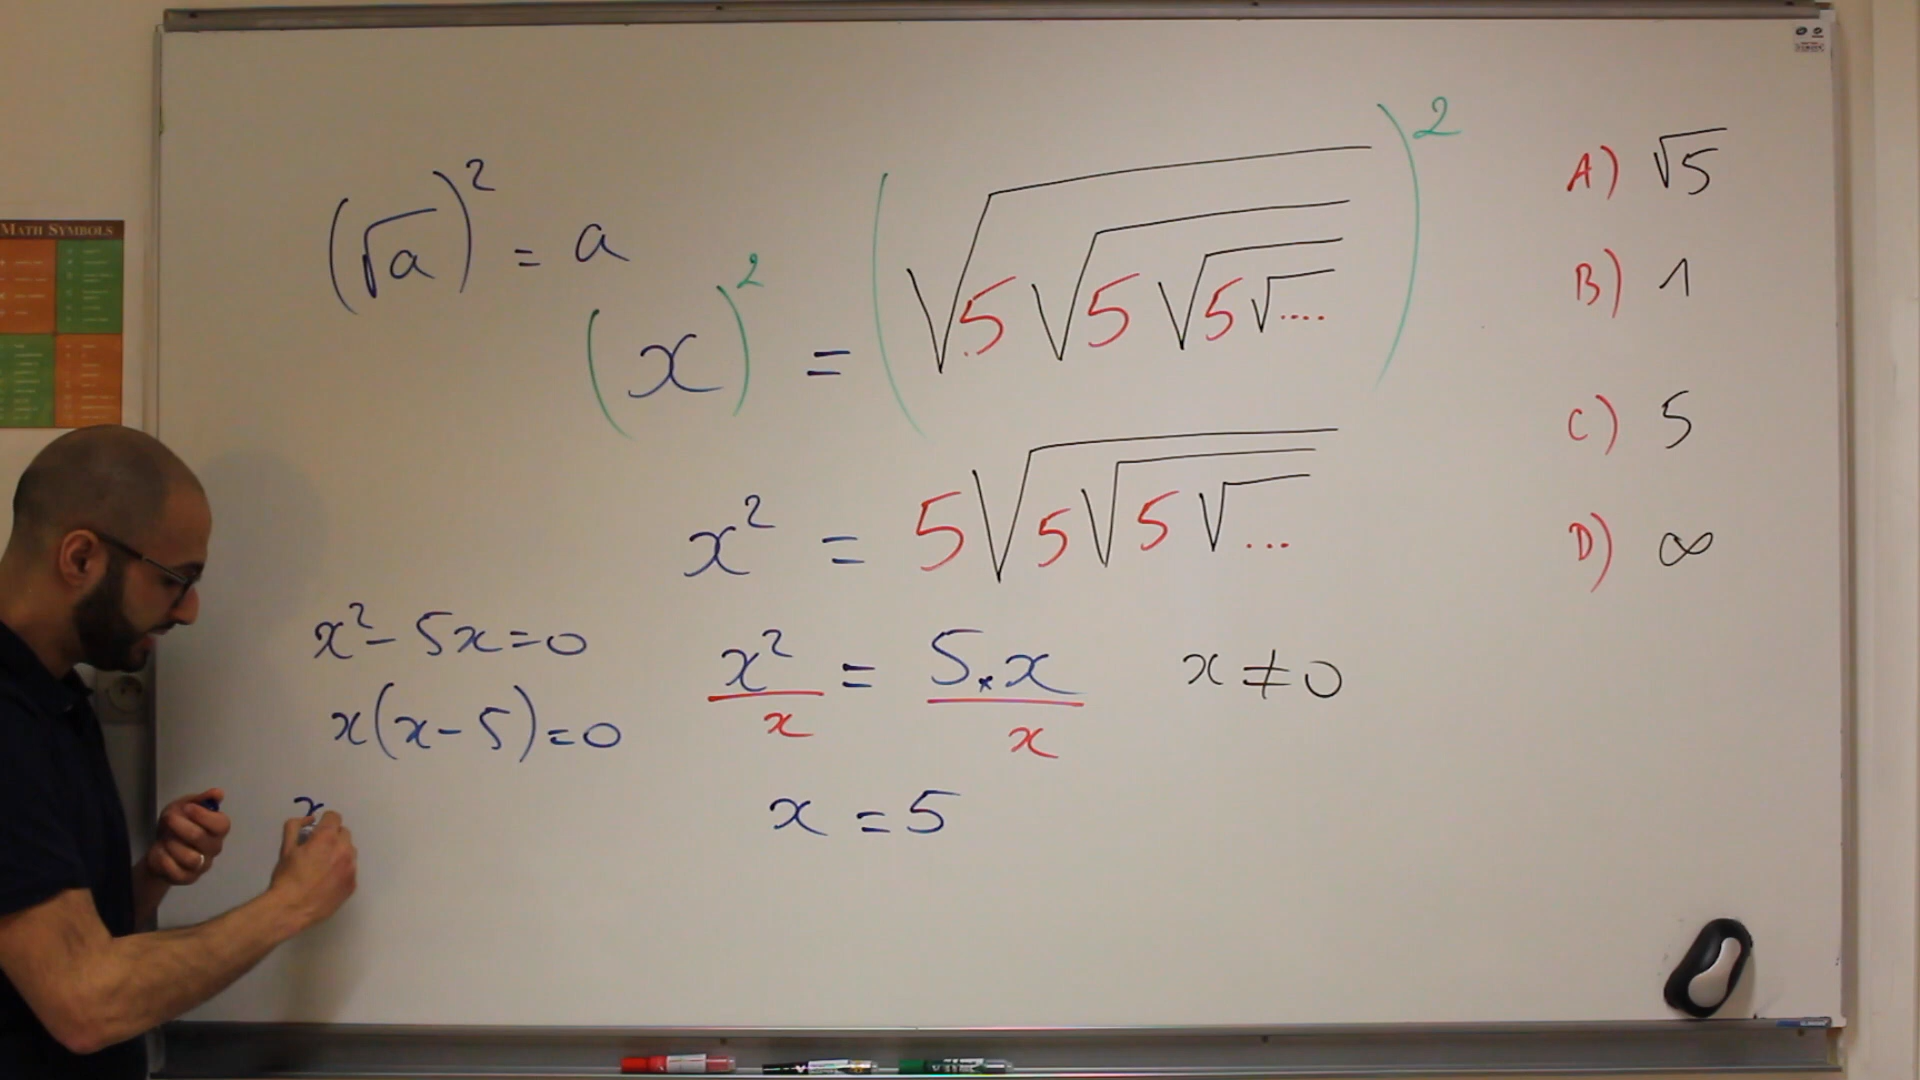 MATH SYMBOLS
(√a)² = a
(x)² = (√5√5√5√....)²
x² = 5√5√5√...
x² - 5x = 0
x(x - 5) = 0
x
x²/x = 5.x/x x ≠ 0
x = 5
A) √5
B) 1
C) 5
D) ∞